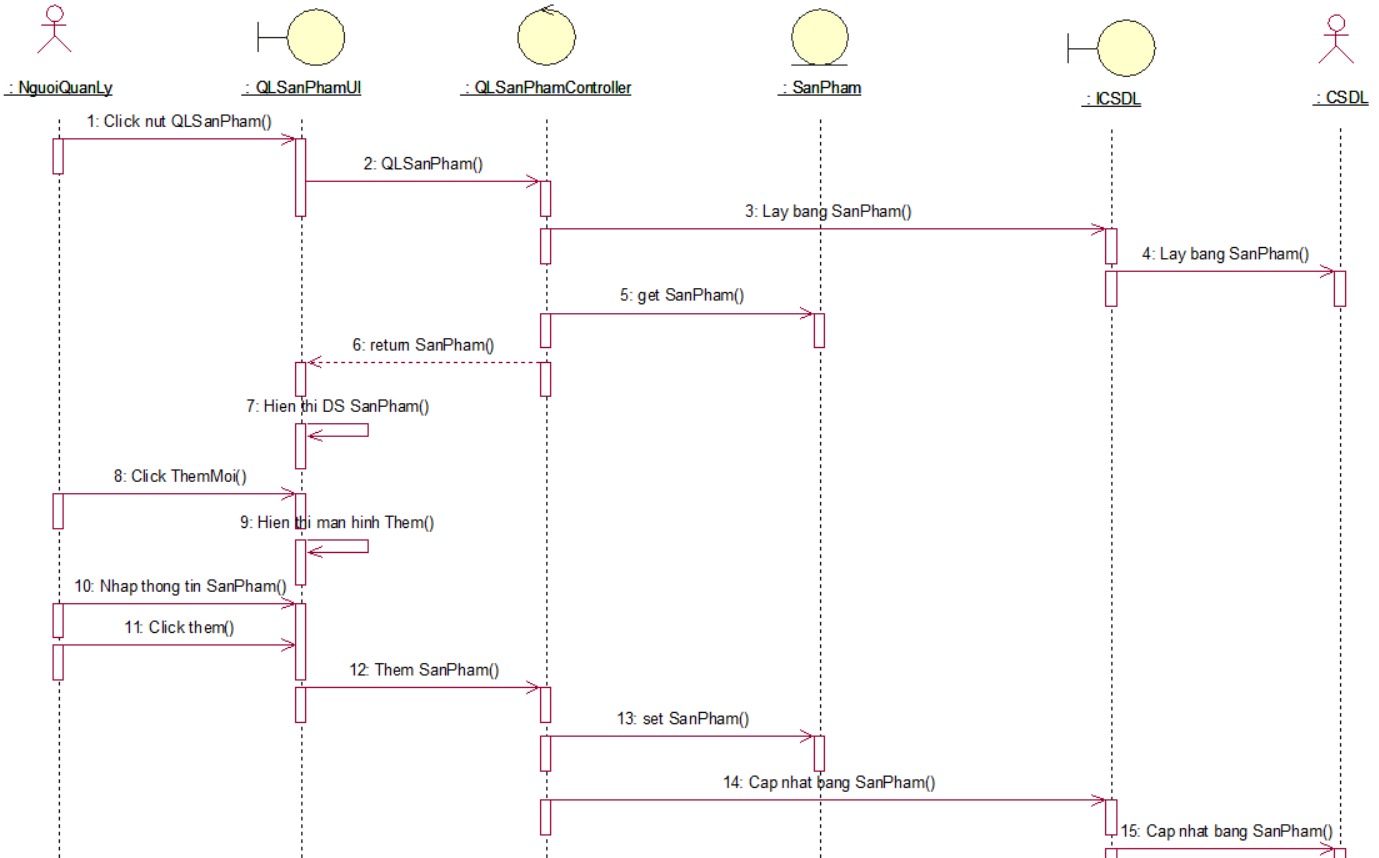 : NguoiQuanLy
: QLSanPhamUI
: QLSanPhamController
: SanPham
: ICSDL
: CSDL
1: Click nut QLSanPham()
2: QLSanPham()
3: Lay bang SanPham()
4: Lay bang SanPham()
5: get SanPham()
6: return SanPham()
7: Hien thi DS SanPham()
8: Click ThemMoi()
9: Hien thi man hinh Them()
10: Nhap thong tin SanPham()
11: Click them()
12: Them SanPham()
13: set SanPham()
14: Cap nhat bang SanPham()
15: Cap nhat bang SanPham()